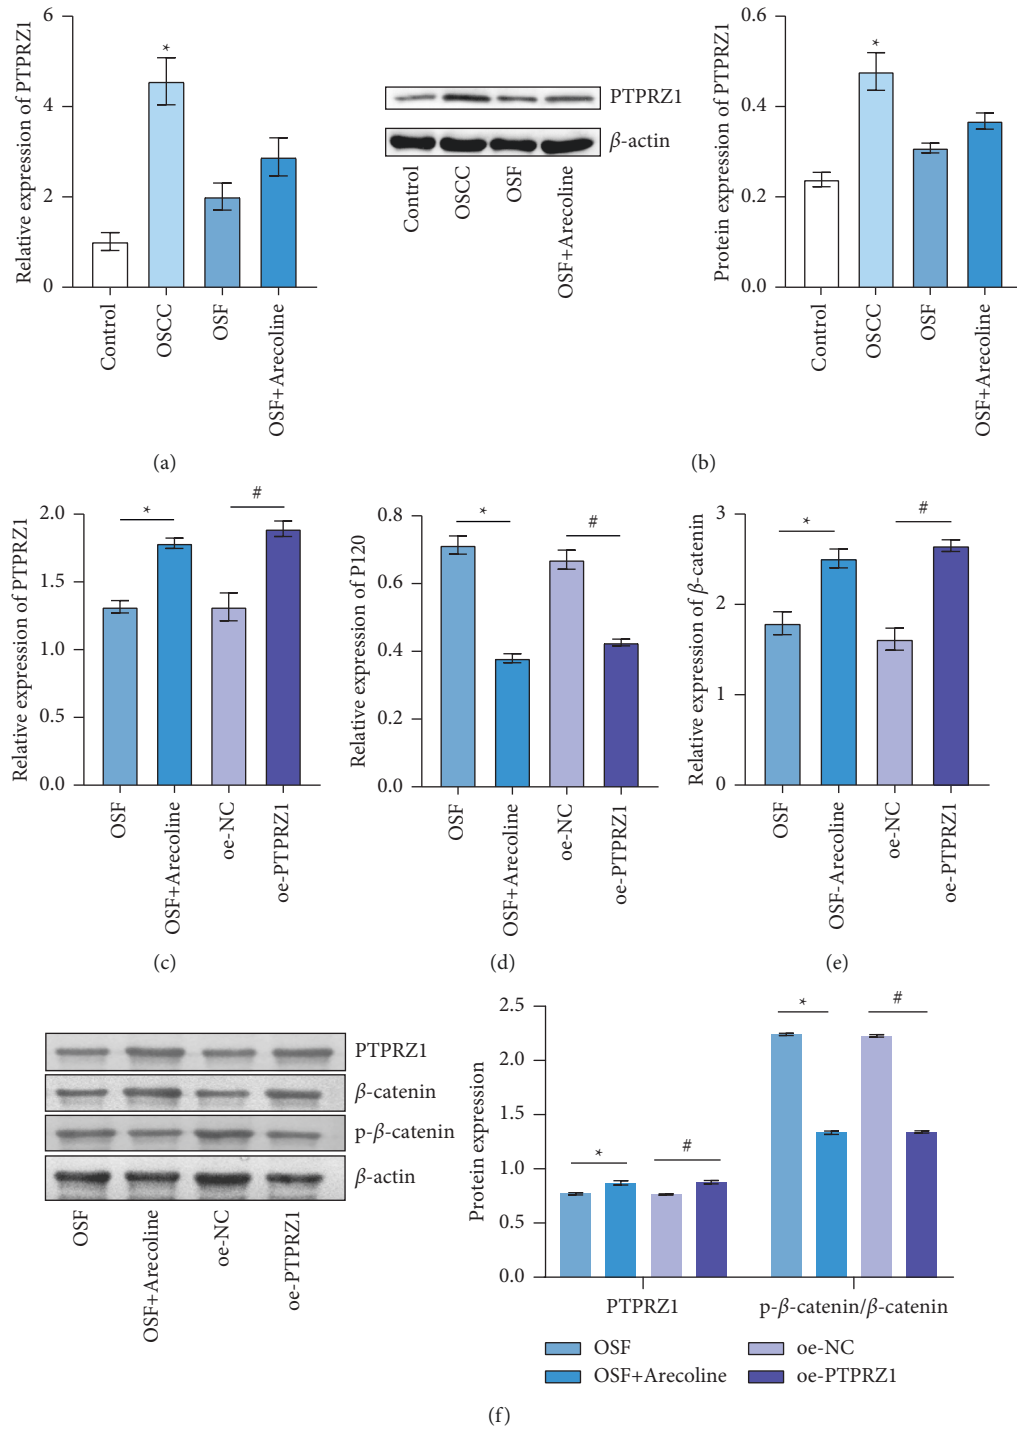 Relative expression of PTPRZ1
6
4
2
0
*
Control
OSCC
OSF
OSF+Arecoline
(a)
PTPRZ1
β-actin
Control
OSCC
OSF
OSF+Arecoline
Protein expression of PTPRZ1
0.6
0.4
0.2
0.0
*
Control
OSCC
OSF
OSF+Arecoline
(b)
Relative expression of PTPRZ1
2.0
1.5
1.0
0.5
0.0
*
#
OSF
OSF+Arecoline
oe-NC
oe-PTPRZ1
(c)
Relative expression of P120
0.8
0.6
0.4
0.2
0.0
*
#
OSF
OSF+Arecoline
oe-NC
oe-PTPRZ1
(d)
Relative expression of β-catenin
3
2
1
0
*
#
OSF
OSF-Arecoline
oe-NC
oe-PTPRZ1
(e)
PTPRZ1
β-catenin
p-β-catenin
β-actin
OSF
OSF+Arecoline
oe-NC
oe-PTPRZ1
Protein expression
2.5
2.0
1.5
1.0
0.5
0.0
*
#
*
#
PTPRZ1
p-β-catenin/β-catenin
OSF
OSF+Arecoline
oe-NC
oe-PTPRZ1
(f)